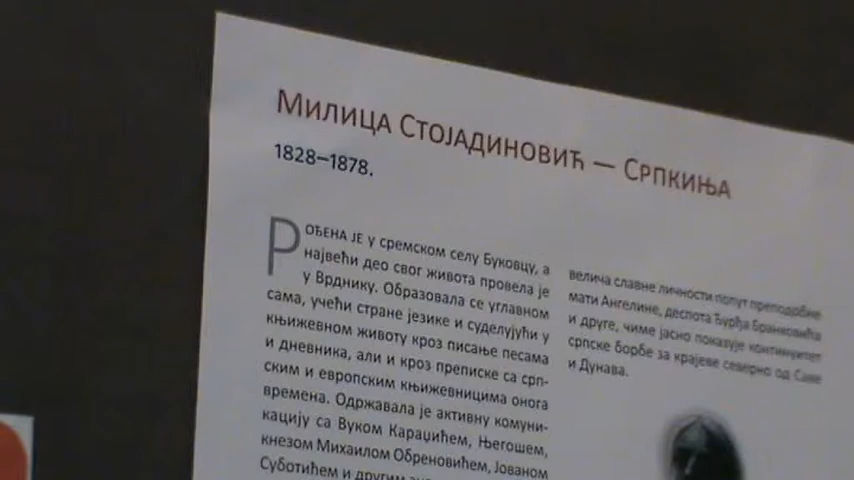 Милица Стојадиновић — Српкиња
1828–1878.
Рођена је у сремском селу Буковцу, а
највећи део свог живота провела је
у Врднику. Образовала се углавном
сама, учећи стране језике и суделујући у
књижевном животу кроз писање песама
и дневника, али и кроз преписке са срп-
ским и европским књижевницима онога
времена. Одржавала је активну комуни-
кацију са Вуком Караџићем, Његошем,
кнезом Михаилом Обреновићем, Јованом
Суботићем и другим
велича славне личности попут преподобне
мати Ангелине, деспота Ђурђа Бранковића
и друге, чиме јасно показује континуитет
српске борбе за крајеве северно од Саве
и Дунава.